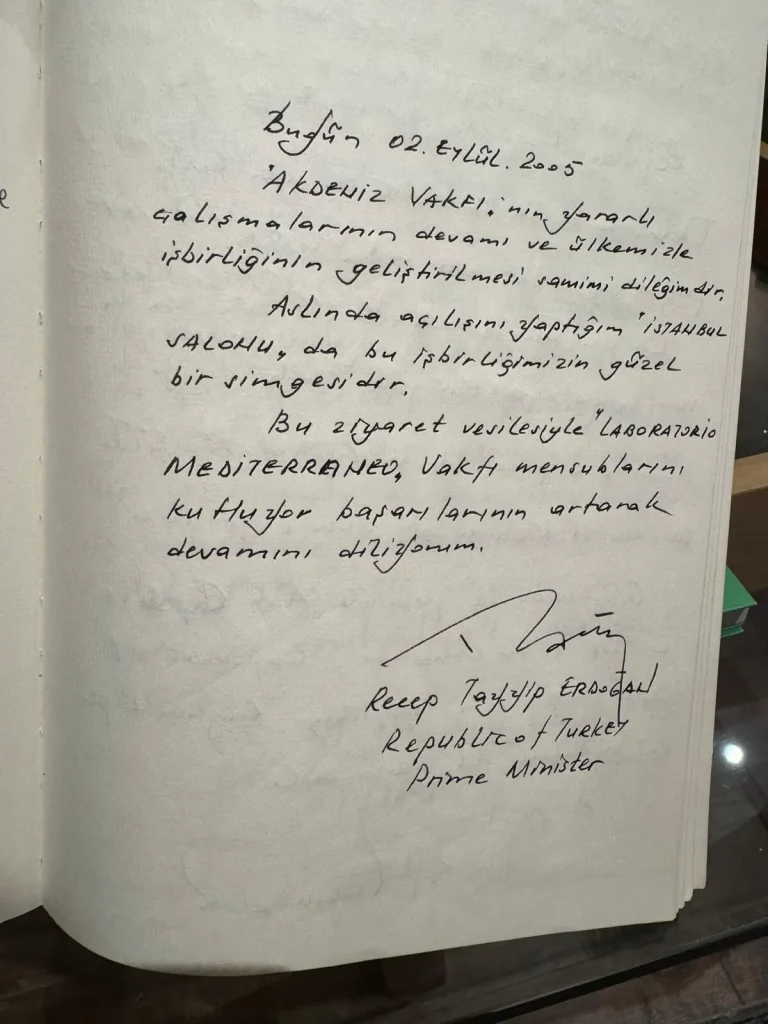 Bugün 02.Eylül.2005
"AKDENİZ VAKFI"nın yararlı
çalışmalarının devamı ve ülkemizle
işbirliğinin geliştirilmesi samimi dileğimdir.
Aslında açılışını yaptığım "İSTANBUL
SALONU" da bu işbirliğimizin güzel
bir simgesidir.
Bu ziyaret vesilesiyle "LABORATORIO
MEDITERRANEO" Vakfı mensublarını
kutluyor başarılarının artarak
devamını diliyorum.
Recep Tayyip ERDOĞAN
Republic of Turkey
Prime Minister